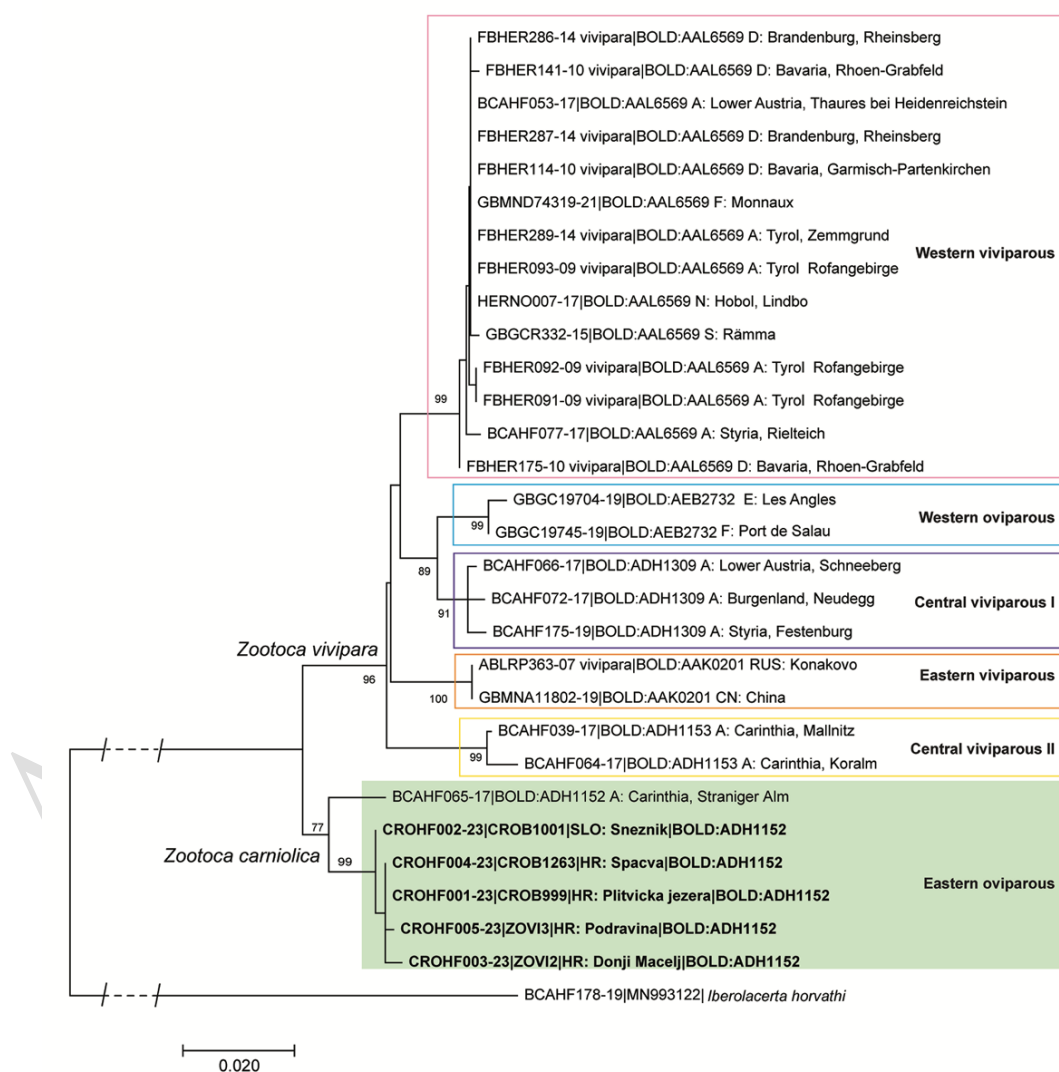 FBHER286-14 vivipara|BOLD:AAL6569 D: Brandenburg, Rheinsberg
FBHER141-10 vivipara|BOLD:AAL6569 D: Bavaria, Rhoen-Grabfeld
BCAHF053-17|BOLD:AAL6569 A: Lower Austria, Thaures bei Heidenreichstein
FBHER287-14 vivipara|BOLD:AAL6569 D: Brandenburg, Rheinsberg
FBHER114-10 vivipara|BOLD:AAL6569 D: Bavaria, Garmisch-Partenkirchen
GBMND74319-21|BOLD:AAL6569 F: Monnaux
FBHER289-14 vivipara|BOLD:AAL6569 A: Tyrol, Zemmgrund
Western viviparous
FBHER093-09 vivipara|BOLD:AAL6569 A: Tyrol Rofangebirge
HERNO007-17|BOLD:AAL6569 N: Hobol, Lindbo
GBGCR332-15|BOLD:AAL6569 S: Rämma
FBHER092-09 vivipara|BOLD:AAL6569 A: Tyrol Rofangebirge
FBHER091-09 vivipara|BOLD:AAL6569 A: Tyrol Rofangebirge
99
BCAHF077-17|BOLD:AAL6569 A: Styria, Rielteich
FBHER175-10 vivipara|BOLD:AAL6569 D: Bavaria, Rhoen-Grabfeld
GBGC19704-19|BOLD:AEB2732 E: Les Angles
99
Western oviparous
GBGC19745-19|BOLD:AEB2732 F: Port de Salau
89
BCAHF066-17|BOLD:ADH1309 A: Lower Austria, Schneeberg
BCAHF072-17|BOLD:ADH1309 A: Burgenland, Neudegg
Central viviparous I
91
BCAHF175-19|BOLD:ADH1309 A: Styria, Festenburg
Zootoca vivipara
96
ABLRP363-07 vivipara|BOLD:AAK0201 RUS: Konakovo
Eastern viviparous
100
GBMNA11802-19|BOLD:AAK0201 CN: China
BCAHF039-17|BOLD:ADH1153 A: Carinthia, Mallnitz
Central viviparous II
99
BCAHF064-17|BOLD:ADH1153 A: Carinthia, Koralm
BCAHF065-17|BOLD:ADH1152 A: Carinthia, Straniger Alm
77
CROHF002-23|CROB1001|SLO: Sneznik|BOLD:ADH1152
Zootoca carniolica
99
CROHF004-23|CROB1263|HR: Spacva|BOLD:ADH1152
Eastern oviparous
CROHF001-23|CROB999|HR: Plitvicka jezera|BOLD:ADH1152
CROHF005-23|ZOVI3|HR: Podravina|BOLD:ADH1152
CROHF003-23|ZOVI2|HR: Donji Macelj|BOLD:ADH1152
BCAHF178-19|MN993122| Iberolacerta horvathi
0.020